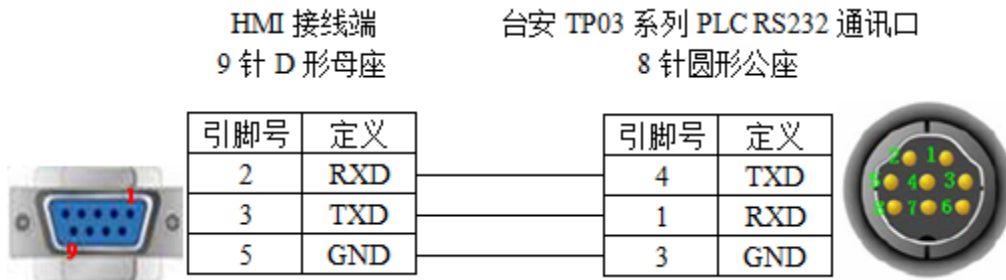 HMI 接线端
9 针 D 形母座
台安 TP03 系列 PLC RS232 通讯口
8 针圆形公座
引脚号 定义
2 RXD
3 TXD
5 GND
引脚号 定义
4 TXD
1 RXD
3 GND
1
9
2 1
5 4 3
8 7 6